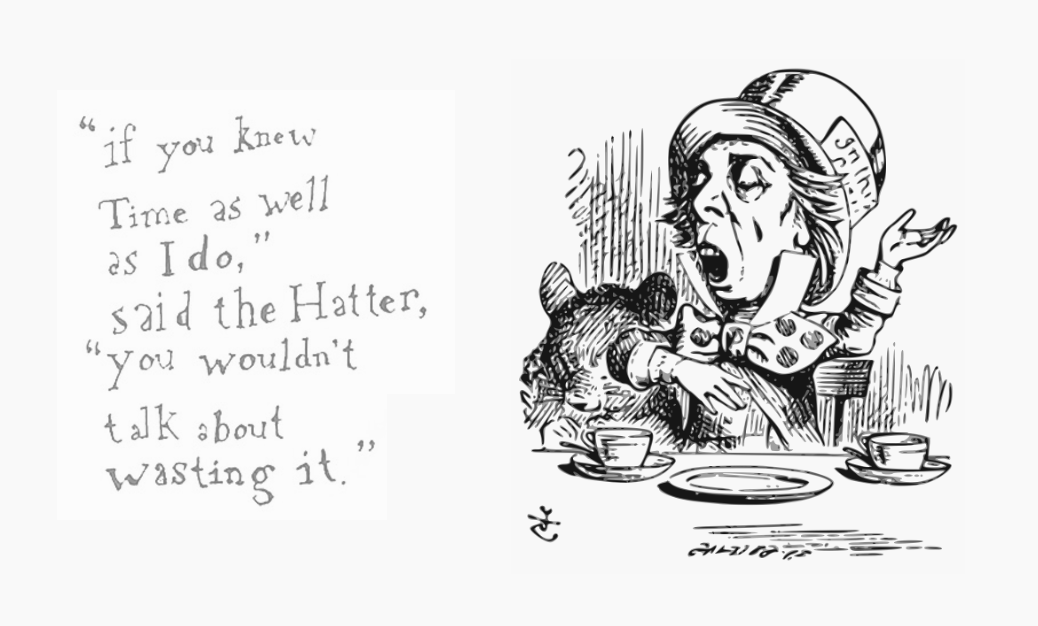 “if you knew
Time as well
as I do,”
said the Hatter,
“you wouldn't
talk about
wasting it.”